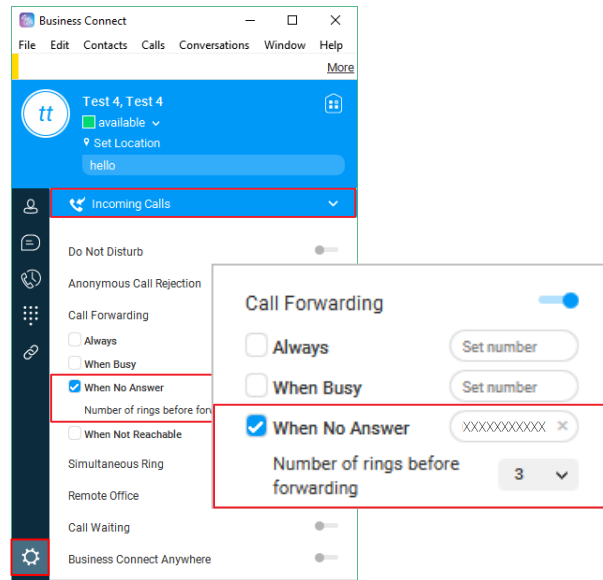 Business Connect
File Edit Contacts Calls Conversations Window Help
More
tt
Test 4, Test 4
available
Set Location
hello
Incoming Calls
Do Not Disturb
Anonymous Call Rejection
Call Forwarding
Always
When Busy
When No Answer
Number of rings before forw
When Not Reachable
Simultaneous Ring
Remote Office
Call Waiting
Business Connect Anywhere
Call Forwarding
Always Set number
When Busy Set number
When No Answer XXXXXXXXXXX
Number of rings before
forwarding 3